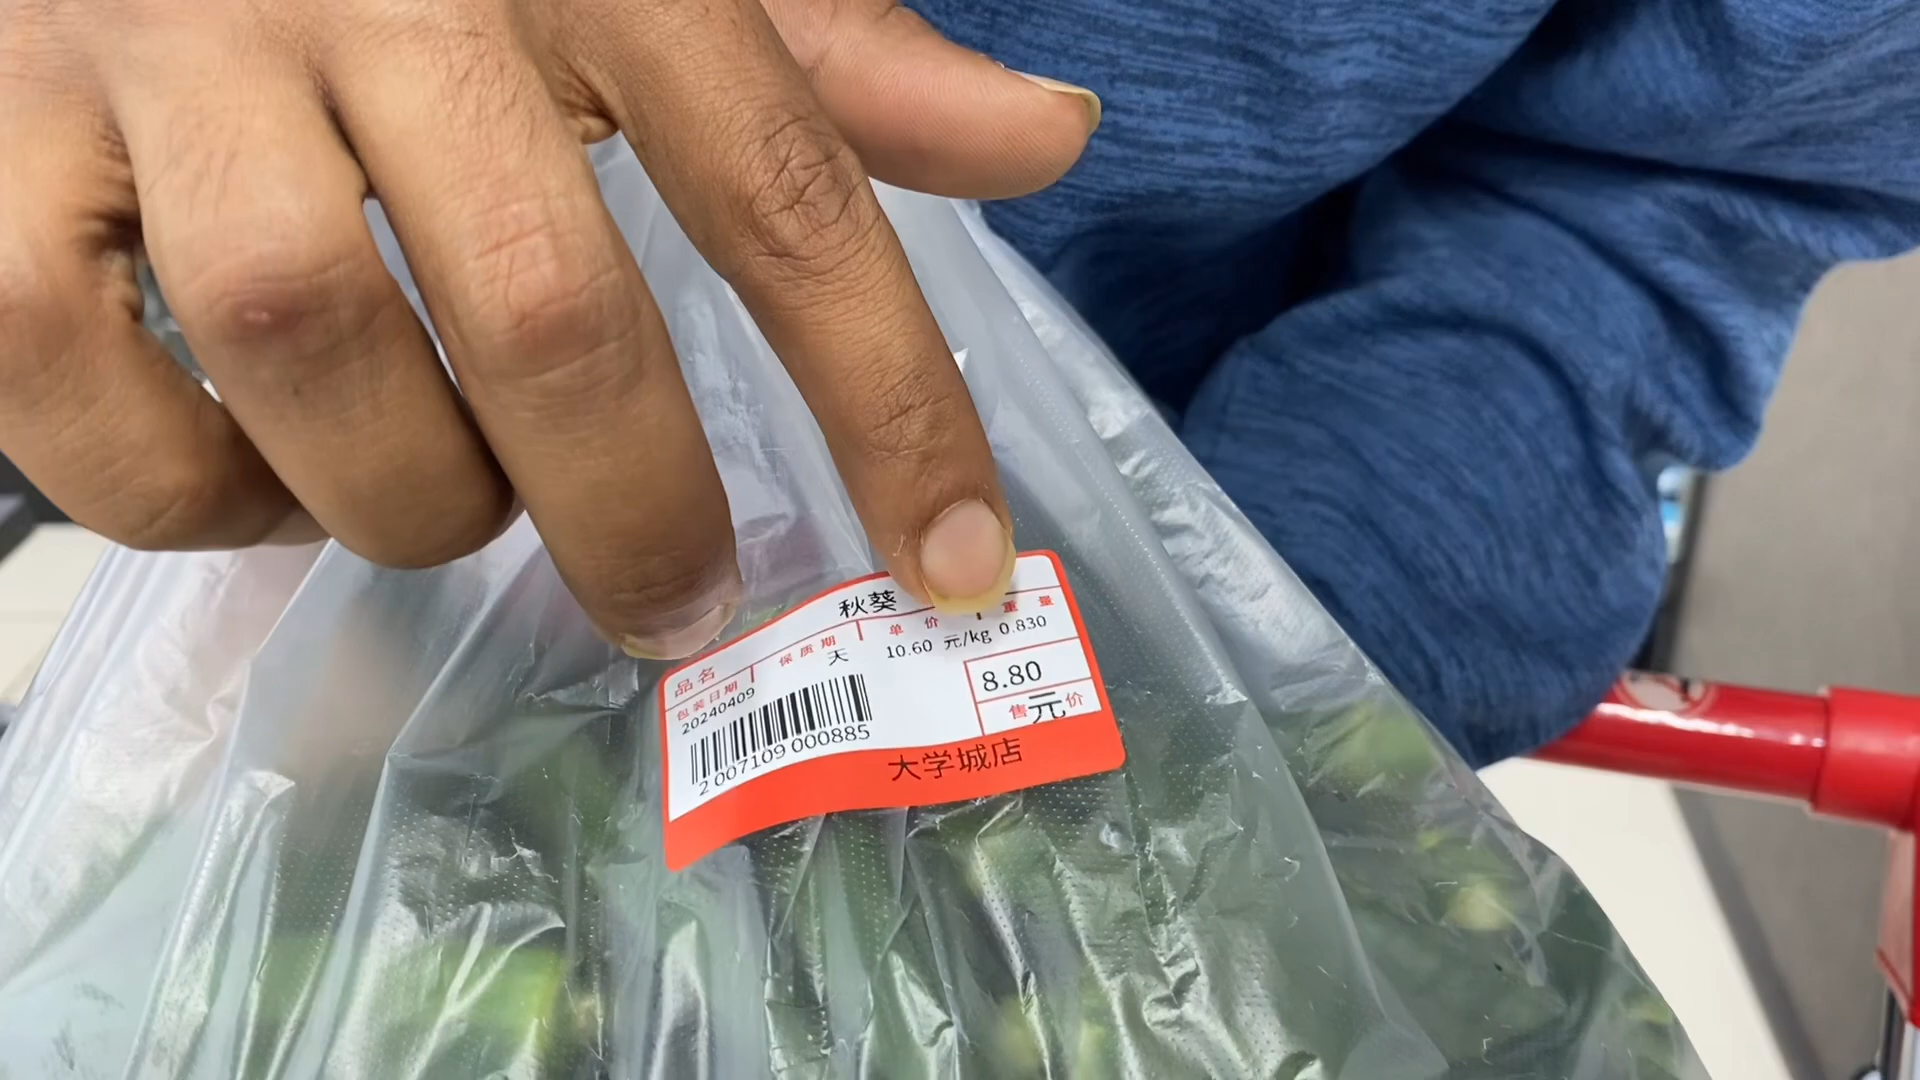 品名 秋葵
包装日期 保质期 单价 重量
20240409 天 10.60 元/kg 0.830
8.80
售元价
2 007109 000885
大学城店